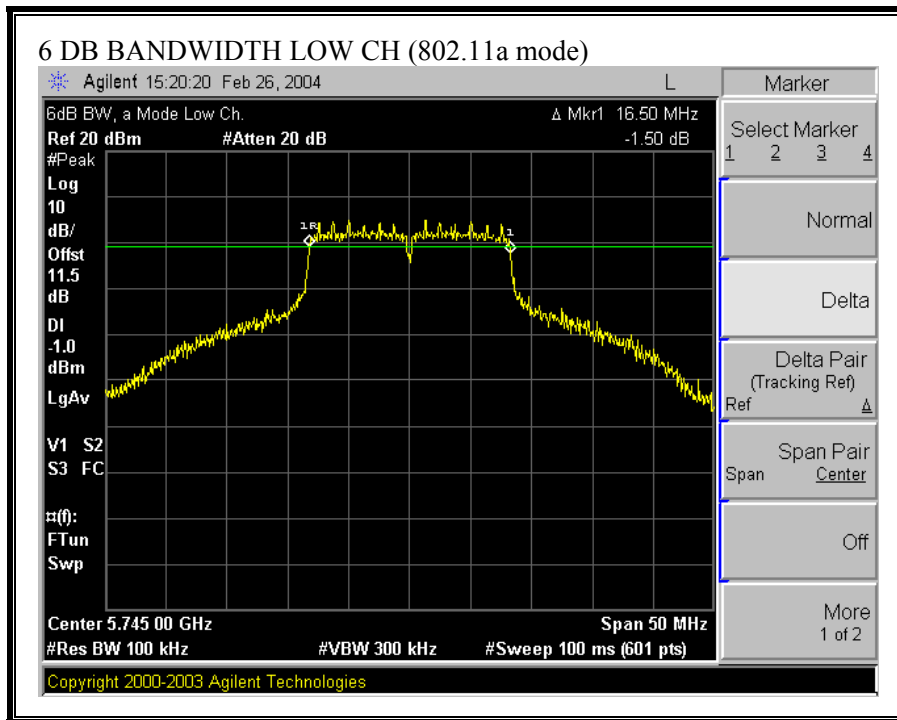 6 DB BANDWIDTH LOW CH (802.11a mode)
Agilent 15:20:20 Feb 26, 2004 L
6dB BW, a Mode Low Ch. Δ Mkr1 16.50 MHz
Ref 20 dBm #Atten 20 dB -1.50 dB
#Peak
Log
10
dB/
Offst
11.5
dB
DI
-1.0
dBm
LgAv
V1 S2
S3 FC
¤(f):
FTun
Swp
1R
1
Center 5.745 00 GHz Span 50 MHz
#Res BW 100 kHz #VBW 300 kHz #Sweep 100 ms (601 pts)
Copyright 2000-2003 Agilent Technologies
Marker
Select Marker
1 2 3 4
Normal
Delta
Delta Pair
(Tracking Ref)
Ref Δ
Span Pair
Span Center
Off
More
1 of 2